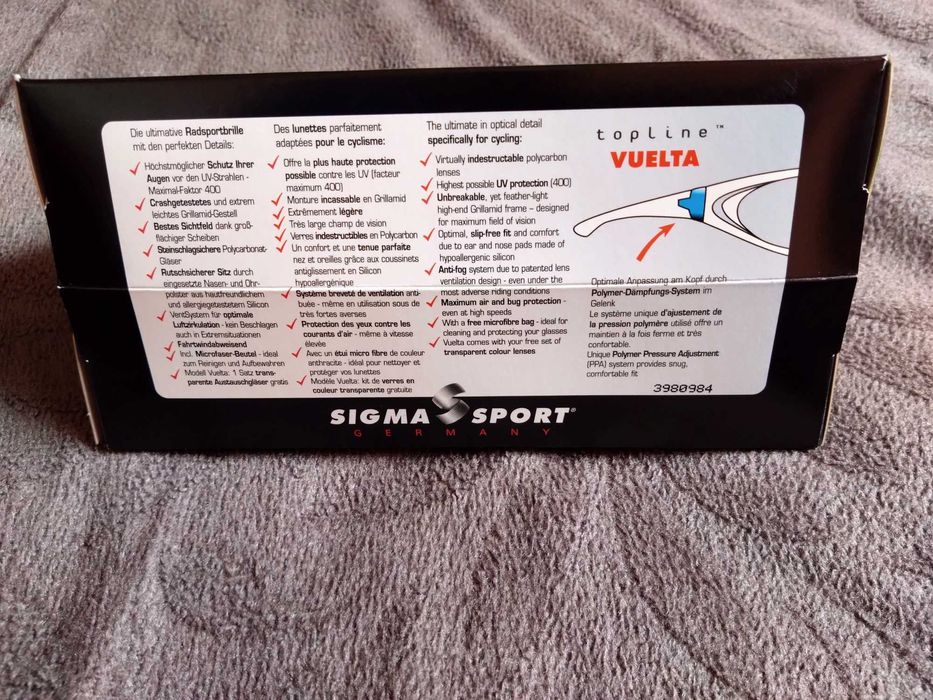 Die ultimative Radsportbrille
mit den perfekten Details:
Höchstmöglicher Schutz Ihrer
Augen vor den UV-Strahlen -
Maximal-Faktor 400
Crashgetestetes und extrem
leichtes Grillamid-Gestell
Bestes Sichtfeld dank groß-
flächiger Scheiben
Steinschlagsichere Polycarbonat-
Gläser
Rutschsicherer Sitz durch
eingesetzte Nasen- und Ohr-
polster aus hautfreundlichem
und allergiegetestetem Silicon
VentSystem für optimale
Luftzirkulation - kein Beschlagen
auch in Extremsituationen
Fahrtwindabweisend
Incl. Microfaser-Beutel - ideal
zum Reinigen und Aufbewahren
Modell Vuelta: 1 Satz trans-
parente Austauschgläser gratis
Des lunettes parfaitement
adaptées pour le cyclisme:
Offre la plus haute protection
possible contre les UV (facteur
maximum 400)
Monture incassable en Grillamid
Extrêmement légère
Très large champ de vision
Verres indestructibles en Polycarbon
Un confort et une tenue parfaite
nez et oreilles grâce aux coussinets
antiglissement en Silicon
hypoallergénique
Système breveté de ventilation anti-
buée - même en utilisation sous de
très fortes averses
Protection des yeux contre les
courants d'air - même à vitesse
élevée
Avec un étui micro fibre de couleur
anthracite - idéal pour nettoyer et
protéger vos lunettes
Modèle Vuelta: kit de verres en
couleur transparente gratuite
The ultimate in optical detail
specifically for cycling:
Virtually indestructable polycarbon
lenses
Highest possible UV protection (400)
Unbreakable, yet feather-light
high-end Grillamid frame – designed
for maximum field of vision
Optimal, slip-free fit and comfort
due to ear and nose pads made of
hypoallergenic silicon
Anti-fog system due to patented lens
ventilation design - even under the
most adverse riding conditions
Maximum air and bug protection -
even at high speeds
With a free microfibre bag - ideal for
cleaning and protecting your glasses
Vuelta comes with your free set of
transparent colour lenses
topline™
VUELTA
Optimale Anpassung am Kopf durch
Polymer-Dämpfungs-System im
Gelenk
Le système unique d'ajustement de
la pression polymère utilisé offre un
maintien à la fois ferme et très
confortable.
Unique Polymer Pressure Adjustment
(PPA) system provides snug,
comfortable fit
3980984
SIGMA SPORT®
GERMANY